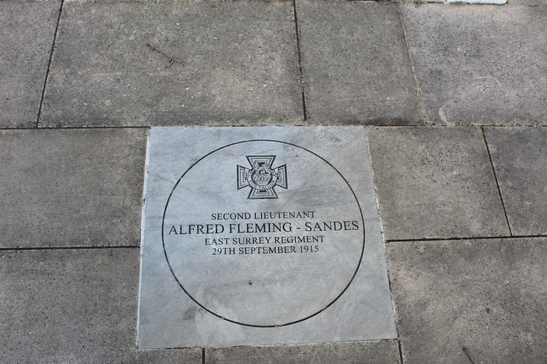 SECOND LIEUTENANT
ALFRED FLEMING - SANDES
EAST SURREY REGIMENT
29TH SEPTEMBER 1915